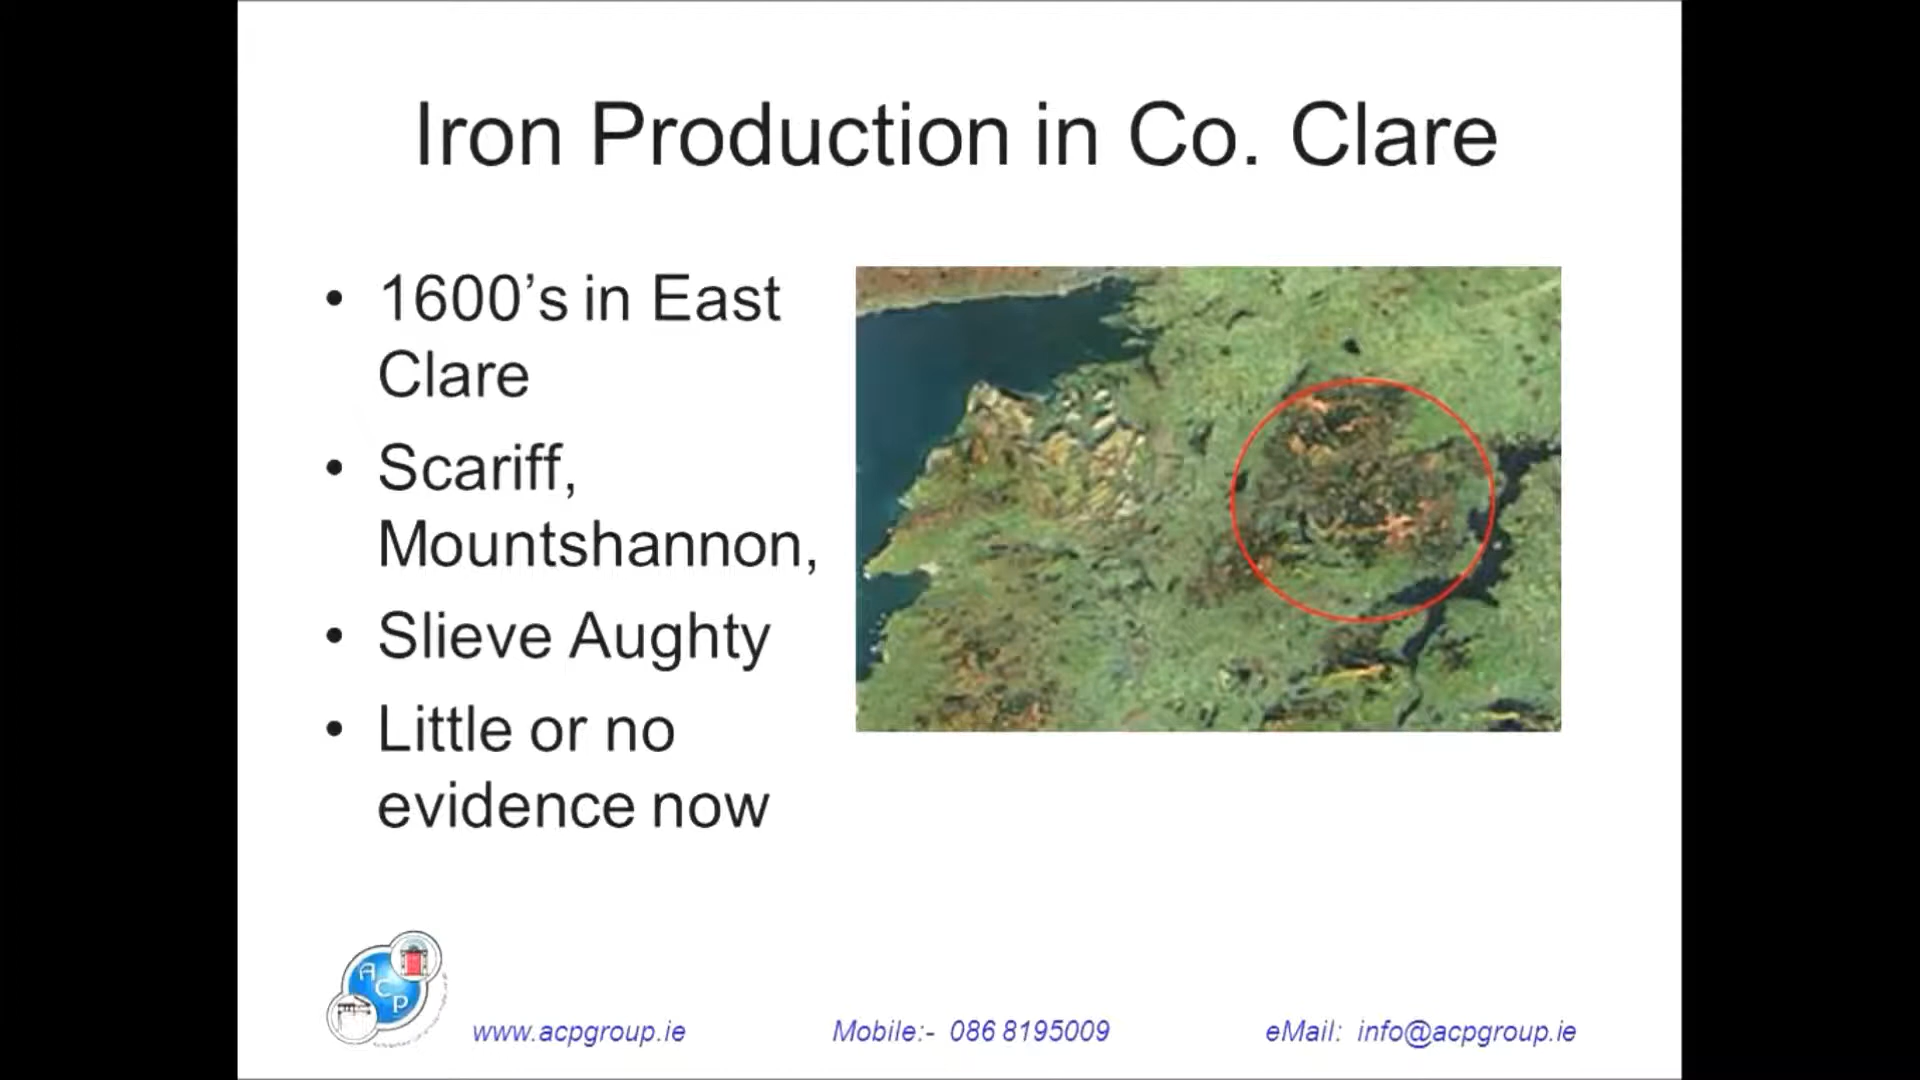 Iron Production in Co. Clare
• 1600's in East
Clare
• Scariff,
Mountshannon,
• Slieve Aughty
• Little or no
evidence now
A
C
P
www.acpgroup.ie
Mobile:- 086 8195009
eMail: info@acpgroup.ie